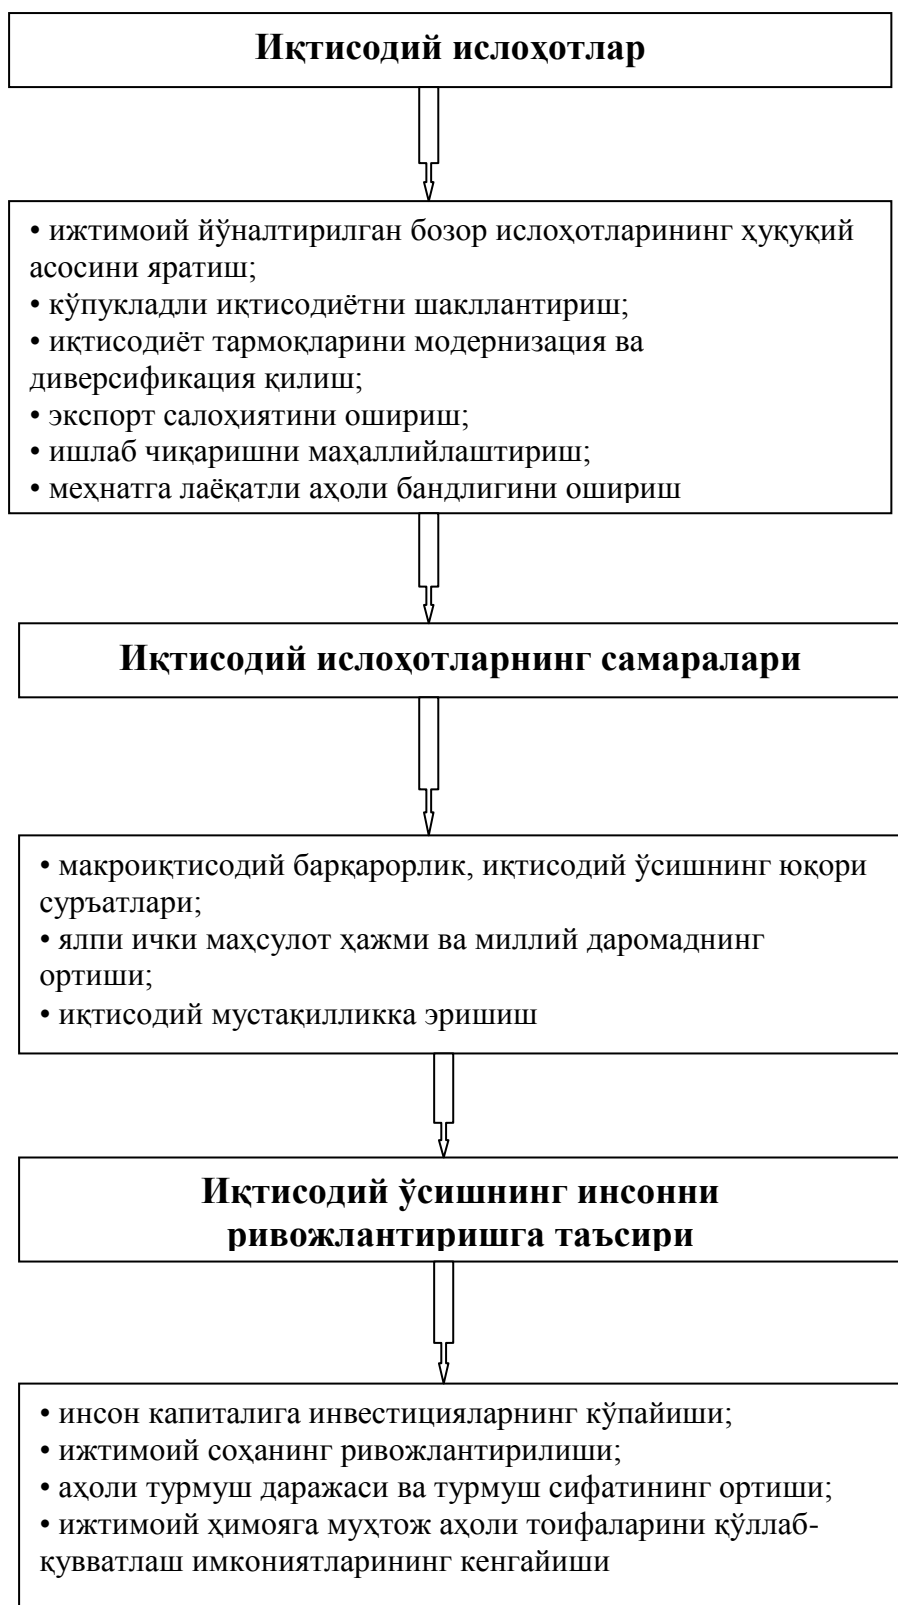 Иқтисодий ислоҳотлар
• ижтимоий йўналтирилган бозор ислоҳотларининг ҳуқуқий
асосини яратиш;
• кўпукладли иқтисодиётни шакллантириш;
• иқтисодиёт тармоқларини модернизация ва
диверсификация қилиш;
• экспорт салоҳиятини ошириш;
• ишлаб чиқаришни маҳаллийлаштириш;
• меҳнатга лаёқатли аҳоли бандлигини ошириш
Иқтисодий ислоҳотларнинг самаралари
• макроиқтисодий барқарорлик, иқтисодий ўсишнинг юқори
суръатлари;
• ялпи ички маҳсулот ҳажми ва миллий даромаднинг
ортиши;
• иқтисодий мустақилликка эришиш
Иқтисодий ўсишнинг инсонни
ривожлантиришга таъсири
• инсон капиталига инвестицияларнинг кўпайиши;
• ижтимоий соҳанинг ривожлантирилиши;
• аҳоли турмуш даражаси ва турмуш сифатининг ортиши;
• ижтимоий ҳимояга муҳтож аҳоли тоифаларини қўллаб-
қувватлаш имкониятларининг кенгайиши